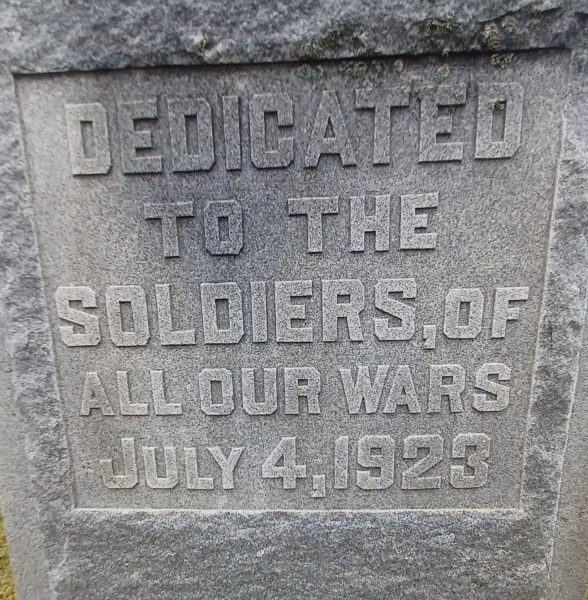 DEDICATED
TO THE
SOLDIERS, OF
ALL OUR WARS
JULY 4, 1923